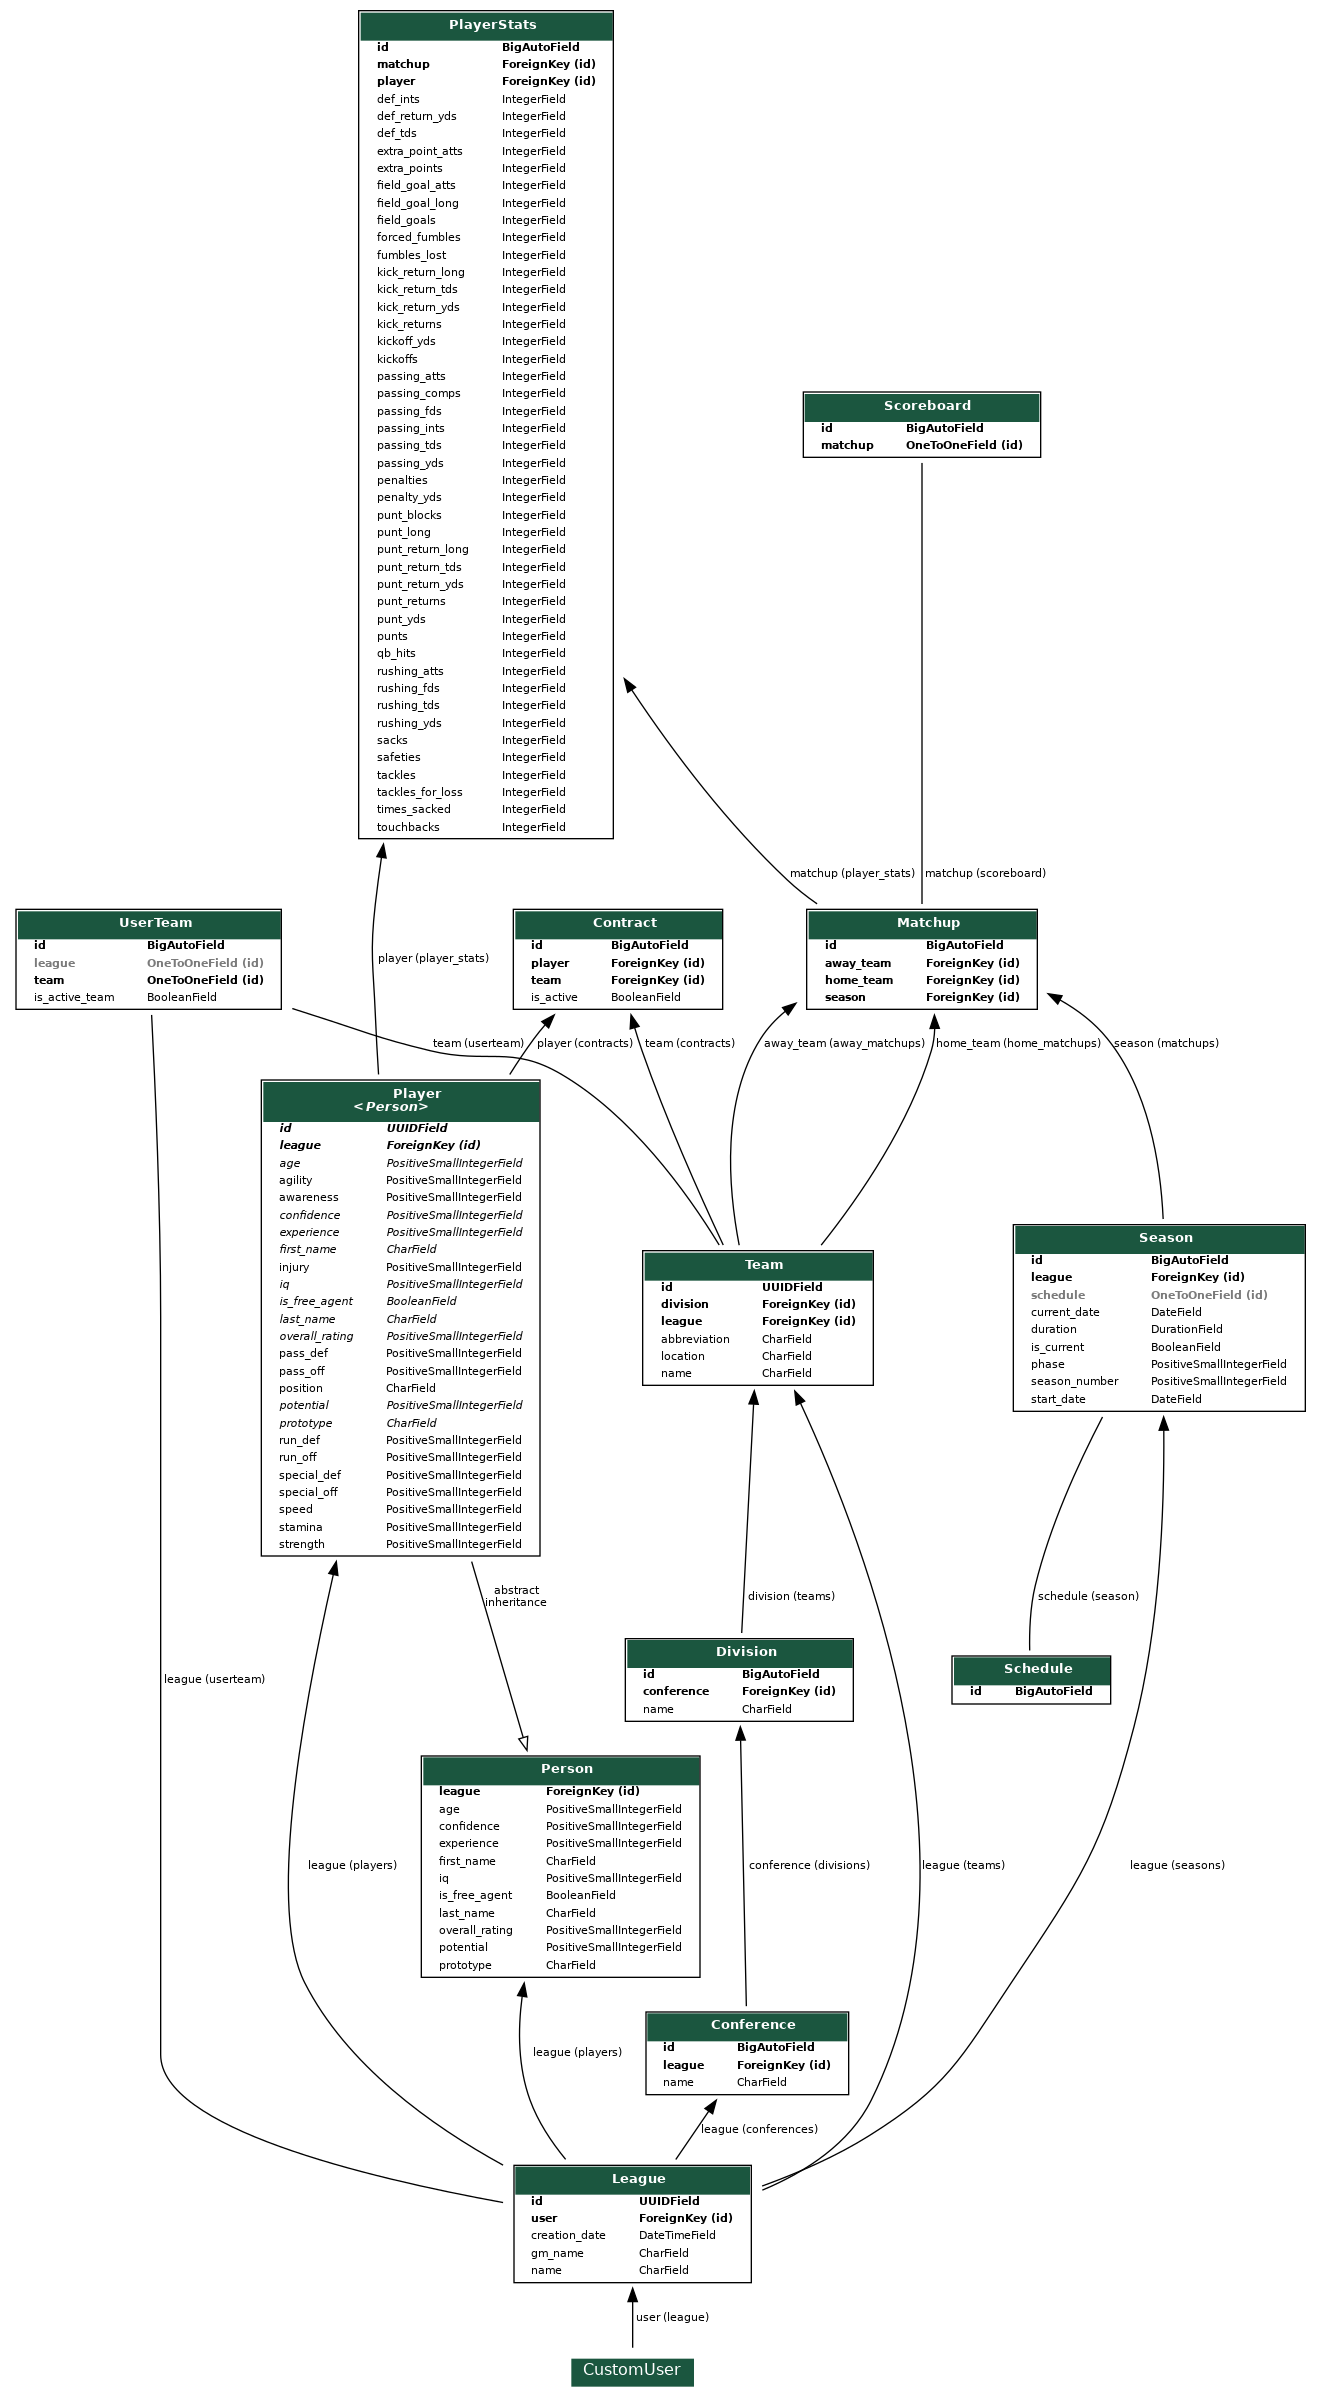 PlayerStats
id BigAutoField
matchup ForeignKey (id)
player ForeignKey (id)
def_ints IntegerField
def_return_yds IntegerField
def_tds IntegerField
extra_point_atts IntegerField
extra_points IntegerField
field_goal_atts IntegerField
field_goal_long IntegerField
field_goals IntegerField
forced_fumbles IntegerField
fumbles_lost IntegerField
kick_return_long IntegerField
kick_return_tds IntegerField
kick_return_yds IntegerField
kick_returns IntegerField
kickoff_yds IntegerField
kickoffs IntegerField
passing_atts IntegerField
passing_comps IntegerField
passing_fds IntegerField
passing_ints IntegerField
passing_tds IntegerField
passing_yds IntegerField
penalties IntegerField
penalty_yds IntegerField
punt_blocks IntegerField
punt_long IntegerField
punt_return_long IntegerField
punt_return_tds IntegerField
punt_return_yds IntegerField
punt_returns IntegerField
punt_yds IntegerField
punts IntegerField
qb_hits IntegerField
rushing_atts IntegerField
rushing_fds IntegerField
rushing_tds IntegerField
rushing_yds IntegerField
sacks IntegerField
safeties IntegerField
tackles IntegerField
tackles_for_loss IntegerField
times_sacked IntegerField
touchbacks IntegerField
Scoreboard
id BigAutoField
matchup OneToOneField (id)
matchup (player_stats)
matchup (scoreboard)
UserTeam
id BigAutoField
league OneToOneField (id)
team OneToOneField (id)
is_active_team BooleanField
player (player_stats)
Contract
id BigAutoField
player ForeignKey (id)
team ForeignKey (id)
is_active BooleanField
Matchup
id BigAutoField
away_team ForeignKey (id)
home_team ForeignKey (id)
season ForeignKey (id)
team (userteam)
player (contracts)
team (contracts)
away_team (away_matchups)
home_team (home_matchups)
season (matchups)
Player
<Person>
id UUIDField
league ForeignKey (id)
age PositiveSmallIntegerField
agility PositiveSmallIntegerField
awareness PositiveSmallIntegerField
confidence PositiveSmallIntegerField
experience PositiveSmallIntegerField
first_name CharField
injury PositiveSmallIntegerField
iq PositiveSmallIntegerField
is_free_agent BooleanField
last_name CharField
overall_rating PositiveSmallIntegerField
pass_def PositiveSmallIntegerField
pass_off PositiveSmallIntegerField
position CharField
potential PositiveSmallIntegerField
prototype CharField
run_def PositiveSmallIntegerField
run_off PositiveSmallIntegerField
special_def PositiveSmallIntegerField
special_off PositiveSmallIntegerField
speed PositiveSmallIntegerField
stamina PositiveSmallIntegerField
strength PositiveSmallIntegerField
Team
id UUIDField
division ForeignKey (id)
league ForeignKey (id)
abbreviation CharField
location CharField
name CharField
Season
id BigAutoField
league ForeignKey (id)
schedule OneToOneField (id)
current_date DateField
duration DurationField
is_current BooleanField
phase PositiveSmallIntegerField
season_number PositiveSmallIntegerField
start_date DateField
abstract
inheritance
division (teams)
schedule (season)
league (userteam)
Division
id BigAutoField
conference ForeignKey (id)
name CharField
Schedule
id BigAutoField
Person
league ForeignKey (id)
age PositiveSmallIntegerField
confidence PositiveSmallIntegerField
experience PositiveSmallIntegerField
first_name CharField
iq PositiveSmallIntegerField
is_free_agent BooleanField
last_name CharField
overall_rating PositiveSmallIntegerField
potential PositiveSmallIntegerField
prototype CharField
league (players)
conference (divisions)
league (teams)
league (seasons)
Conference
id BigAutoField
league ForeignKey (id)
name CharField
league (players)
league (conferences)
League
id UUIDField
user ForeignKey (id)
creation_date DateTimeField
gm_name CharField
name CharField
user (league)
CustomUser